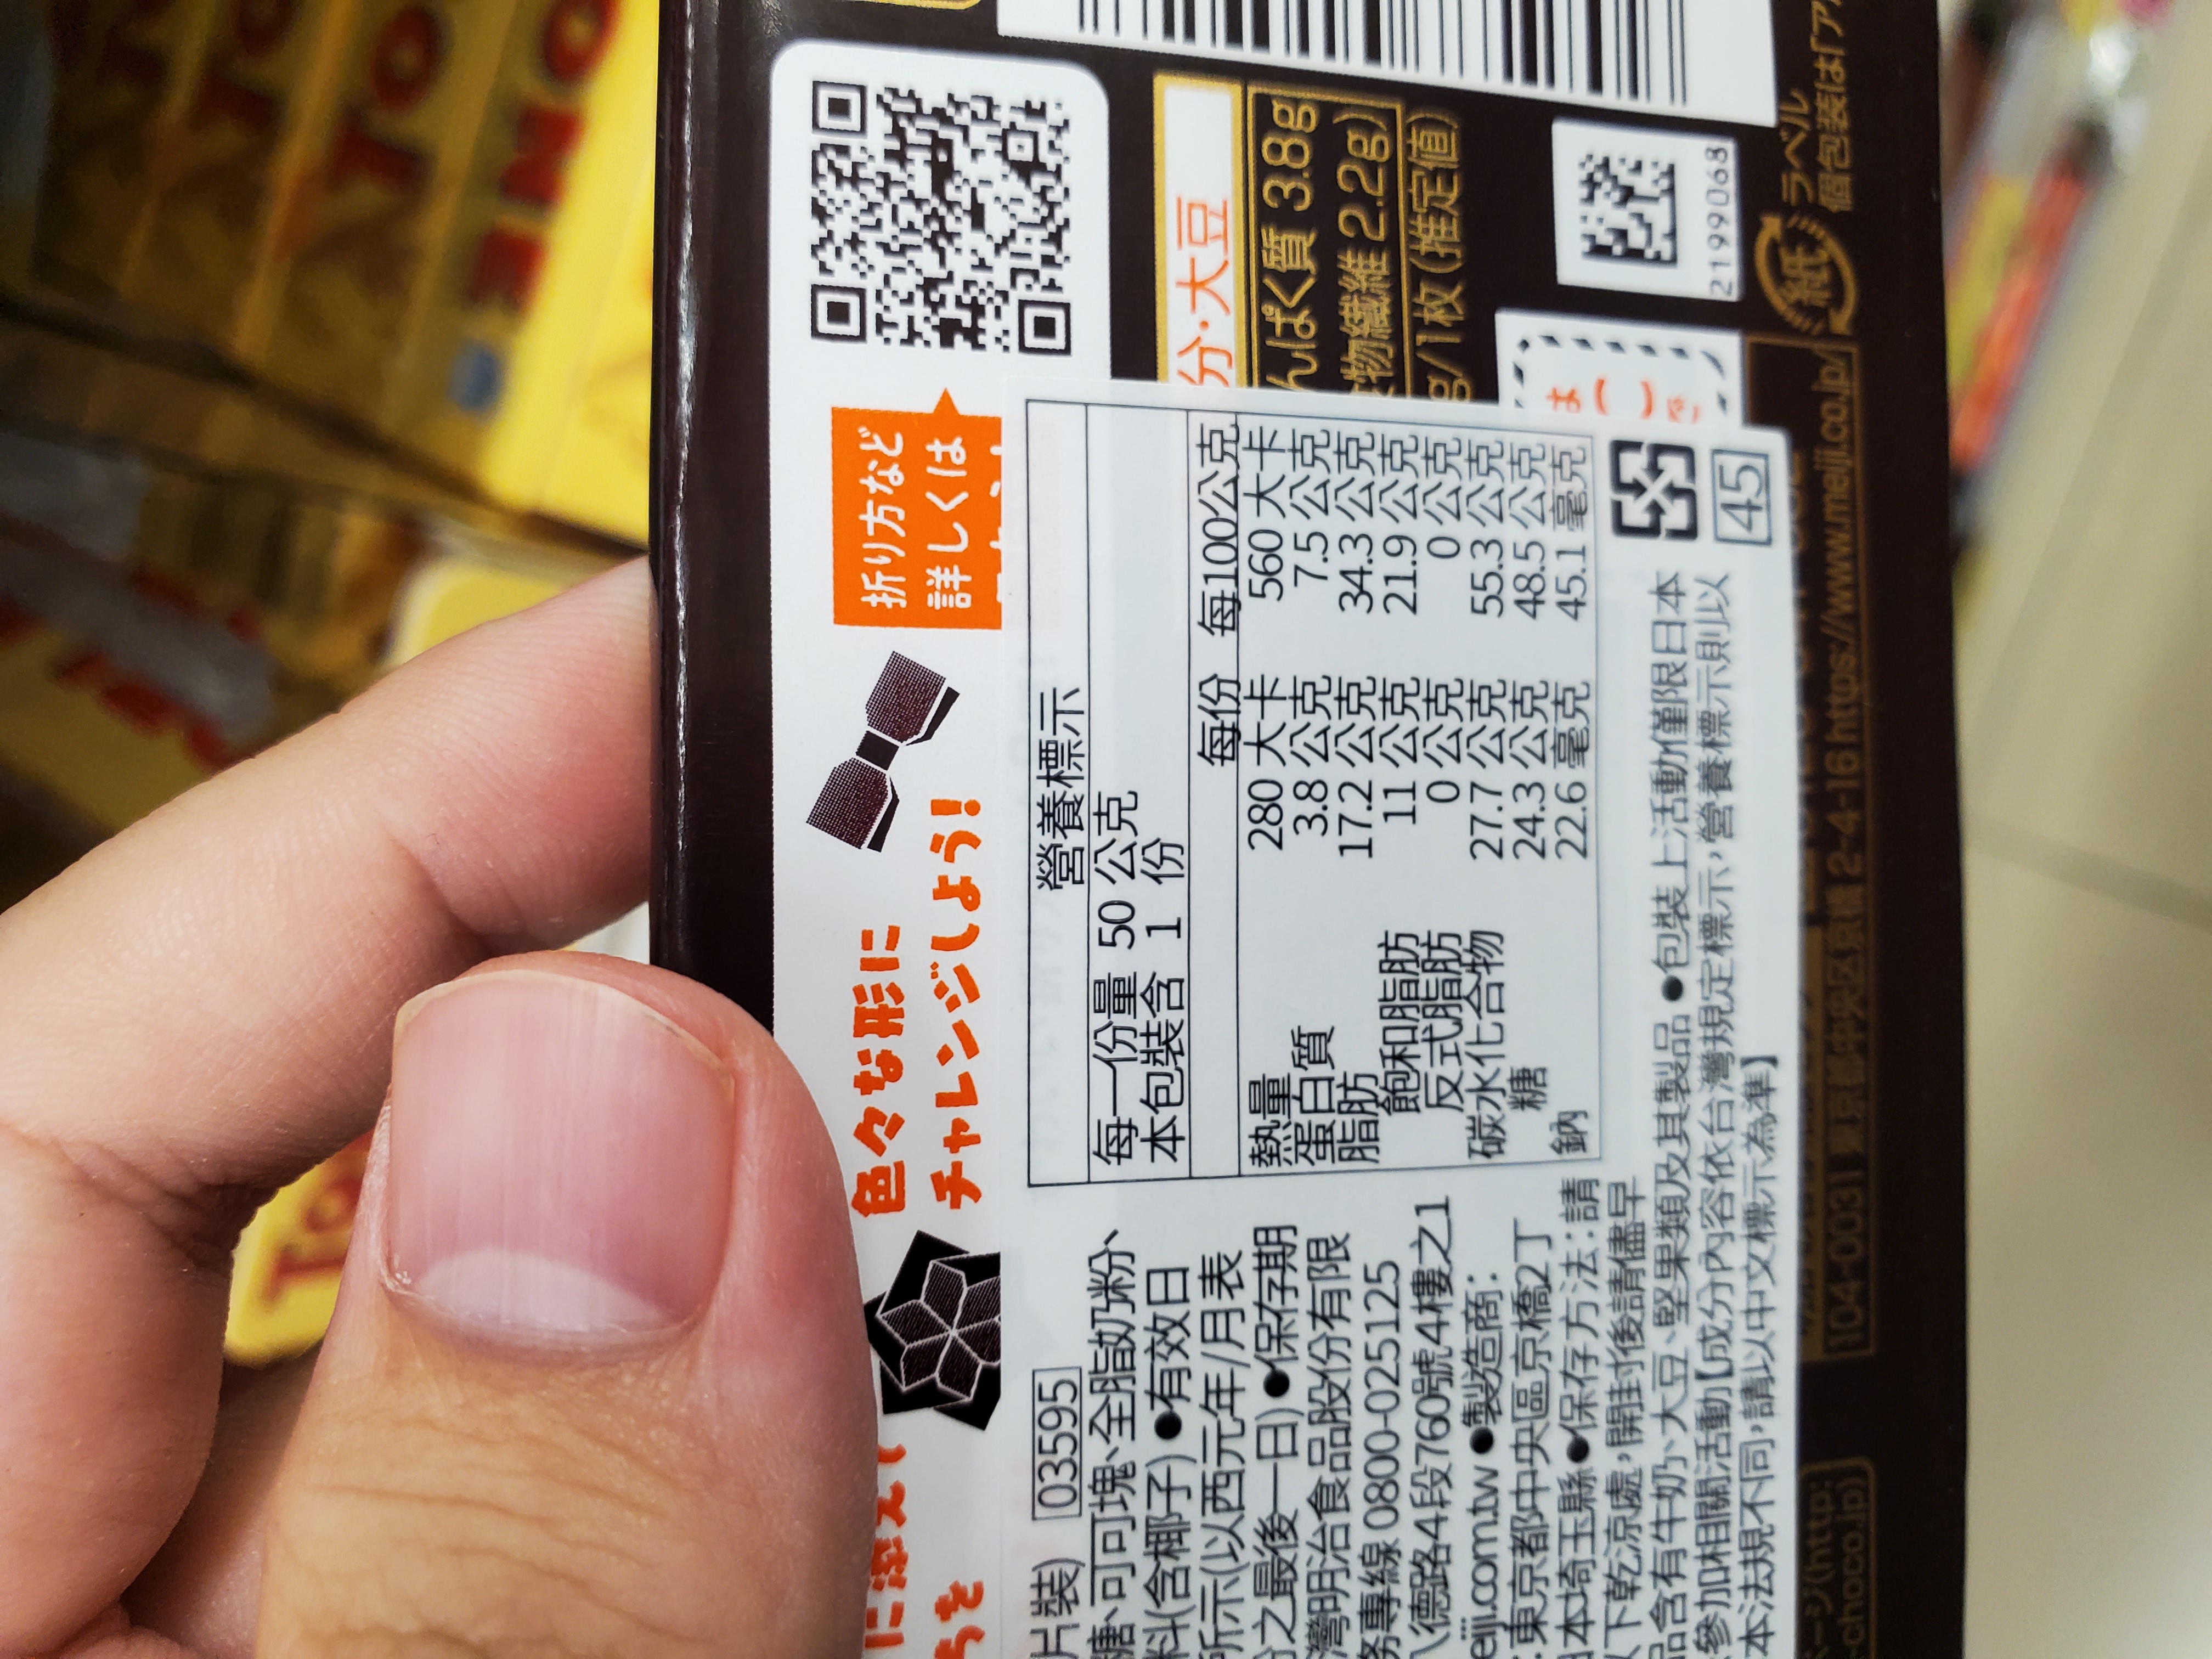 To
TO
TO
TO
ONE
に添えて
色々な形に
チャレンジしよう!
折り方など
詳しくは
片裝) 03595
糖、可可塊、全脂奶粉、
料(含椰子)●有效日
所示(以西元年/月表
之最後一日)●保存期
灣明治食品股份有限
務專線 0800-025125
八德路4段760號4樓之1
eiji.com.tw ●製造商:
:東京都中央區京橋2丁
日本埼玉縣●保存方法:請
以下乾涼處,開封後請儘早
品含有牛奶、大豆、堅果類及其製品 ●包裝上活動僅限日本
參加相關活動【成分內容依台灣規定標示,營養標示則以
本法規不同,請以中文標示為準】
營養標示
每一份量 50 公克
本包裝含 1 份
每份 每100公克
熱量 280 大卡 560 大卡
蛋白質 3.8 公克 7.5 公克
脂肪 17.2 公克 34.3 公克
飽和脂肪 11 公克 21.9 公克
反式脂肪 0 公克 0 公克
碳水化合物 27.7 公克 55.3 公克
糖 24.3 公克 48.5 公克
鈉 22.6 毫克 45.1 毫克
45
分・大豆
んぱく質 3.8g
物繊維 2.2g)
g/1枚(推定値)
は
2199068
ページ(http:
-choco.jp)
104-0031 東京都中央区京橋 2-4-16 https://www.meiji.co.jp/
紙
ラベル
個包装は「ア